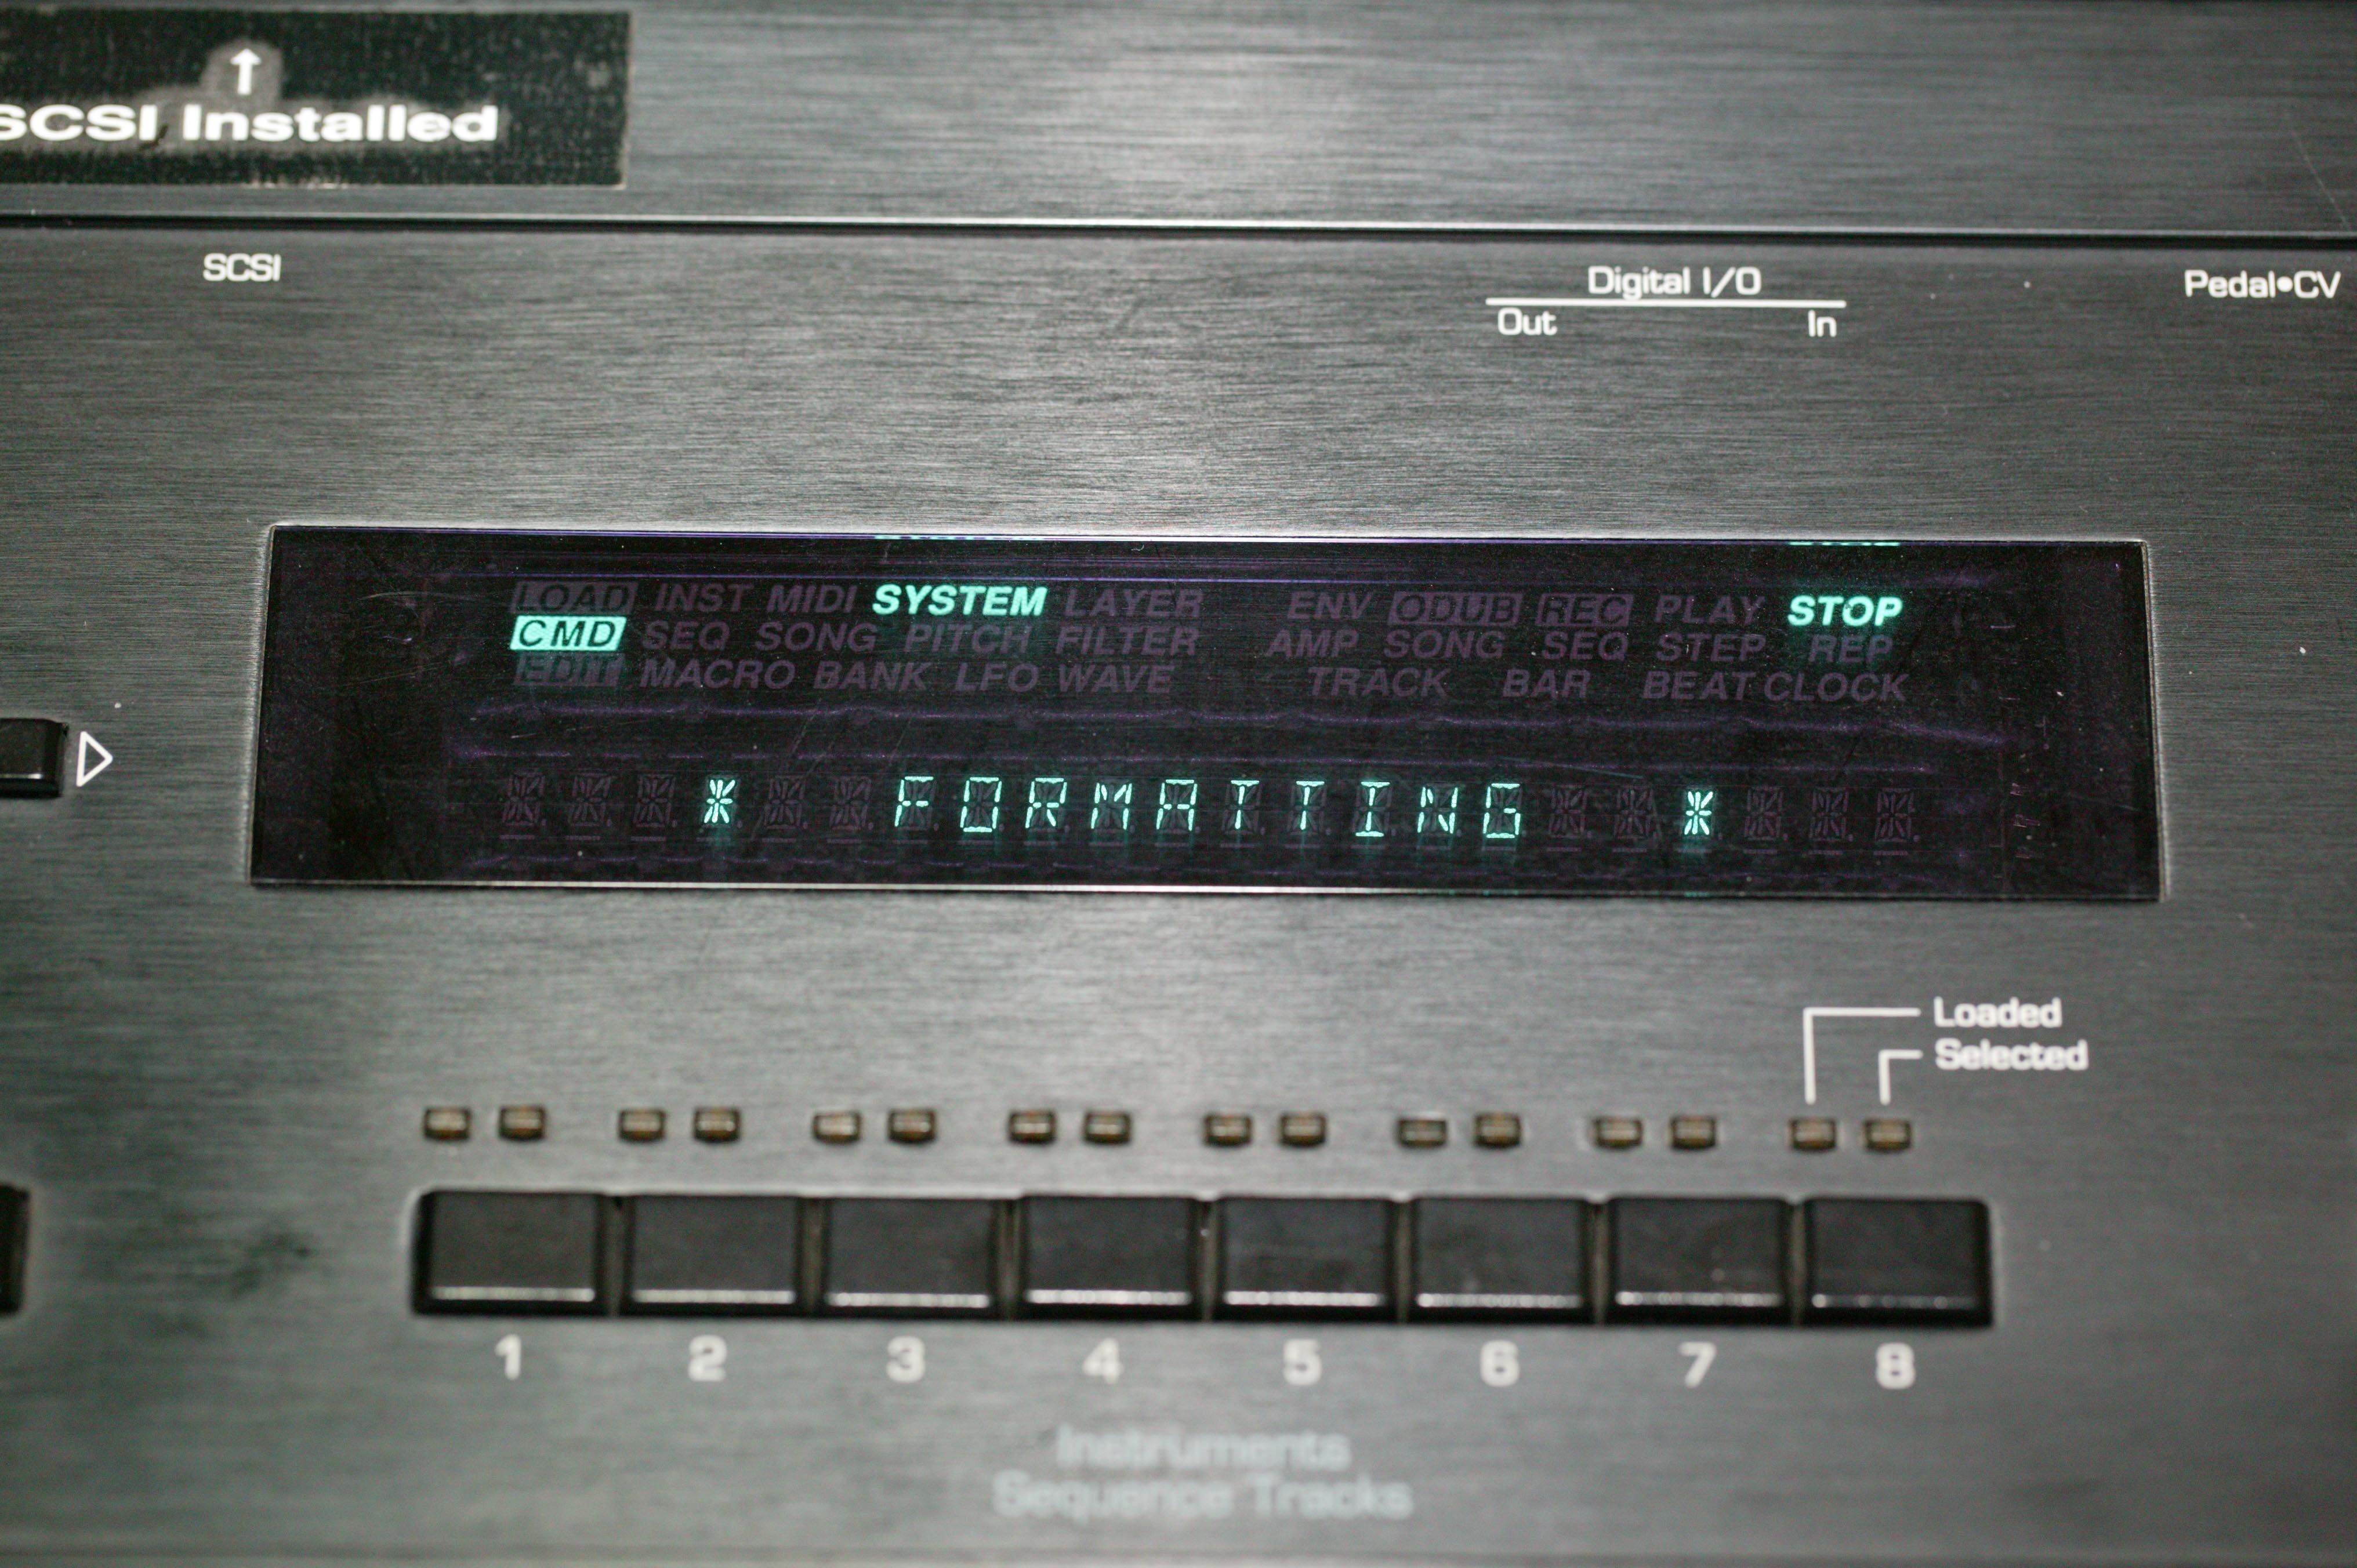 ↑
SCSI Installed
SCSI
Digital I/O
Out In
Pedal•CV
LOAD INST MIDI SYSTEM LAYER ENV ODUB REC PLAY STOP
CMD SEQ SONG PITCH FILTER AMP SONG SEQ STEP REP
EDIT MACRO BANK LFO WAVE TRACK BAR BEAT CLOCK
* FORMATTING *
Loaded
Selected
1 2 3 4 5 6 7 8
Instruments
Sequence Tracks